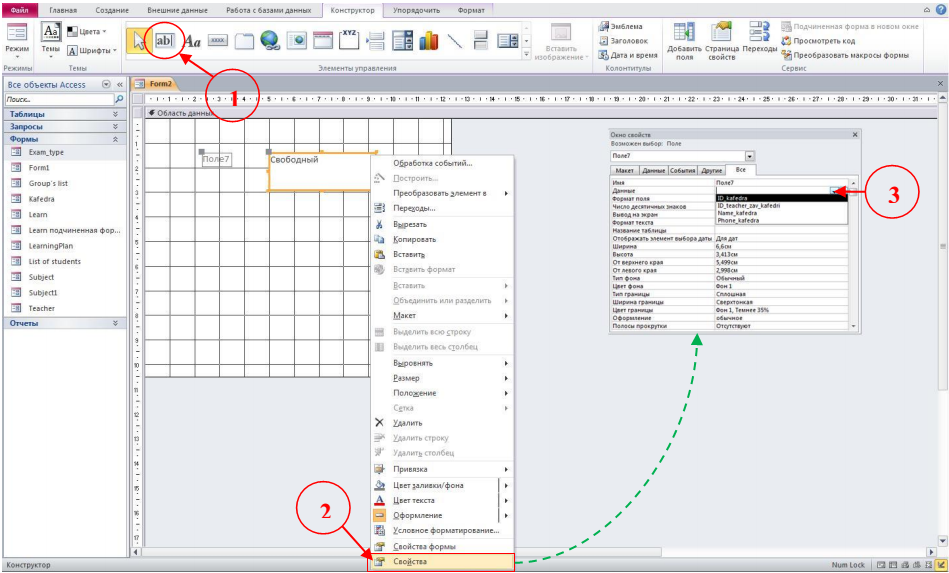 Файл Главная Создание Внешние данные Работа с базами данных Конструктор Упорядочить Формат
Режим
Режимы
Aa
Темы
Цвета
Шрифты
Темы
ab|
Aa
xxxx
XYZ
Элементы управления
Вставить
изображение
Эмблема
Заголовок
Дата и время
Колонтитулы
Добавить
поля
Страница
свойств
Переходы
Подчиненная форма в новом окне
Просмотреть код
Преобразовать макросы формы
Сервис
1
Все объекты Access
Поиск...
Таблицы
Запросы
Формы
Exam_type
Form1
Group's list
Kafedra
Learn
Learn подчиненная фор...
LearningPlan
List of students
Subject
Subject1
Teacher
Отчеты
Form2
Область данных
Поле7
Свободный
Обработка событий...
Построить...
Преобразовать элемент в
Переходы...
Вырезать
Копировать
Вставить
Вставить формат
Вставить
Объединить или разделить
Макет
Выделить всю строку
Выделить весь столбец
Выровнять
Размер
Положение
Сетка
Удалить
Удалить строку
Удалить столбец
Привязка
Цвет заливки/фона
Цвет текста
Оформление
Условное форматирование...
Свойства формы
Свойства
2
Окно свойств
Возможен выбор: Поле
Поле7
Макет Данные События Другие Все
Имя Поле7
Данные
Формат поля ID_kafedra
Число десятичных знаков ID_teacher_zav_kafedri
Вывод на экран Name_kafedra
Формат текста Phone_kafedra
Название таблицы
Отображать элемент выбора даты Для дат
Ширина 6,6см
Высота 3,413см
От верхнего края 5,499см
От левого края 2,998см
Тип фона Обычный
Цвет фона Фон 1
Тип границы Сплошная
Ширина границы Сверхтонкая
Цвет границы Фон 1, Темнее 35%
Оформление обычное
Полосы прокрутки Отсутствуют
3
Конструктор
Num Lock